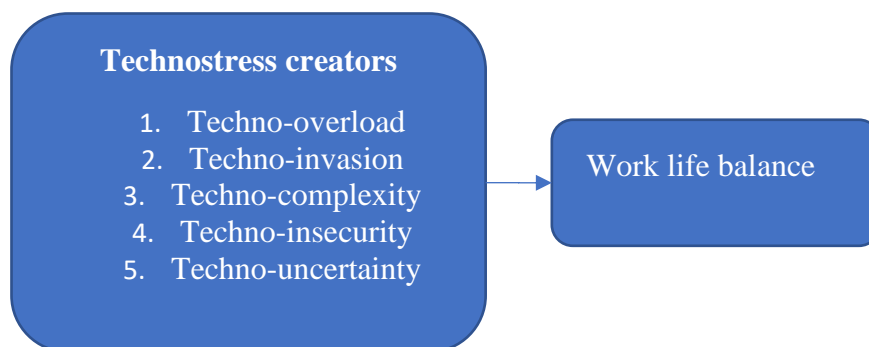 Technostress creators
1. Techno-overload
2. Techno-invasion
3. Techno-complexity
4. Techno-insecurity
5. Techno-uncertainty
Work life balance